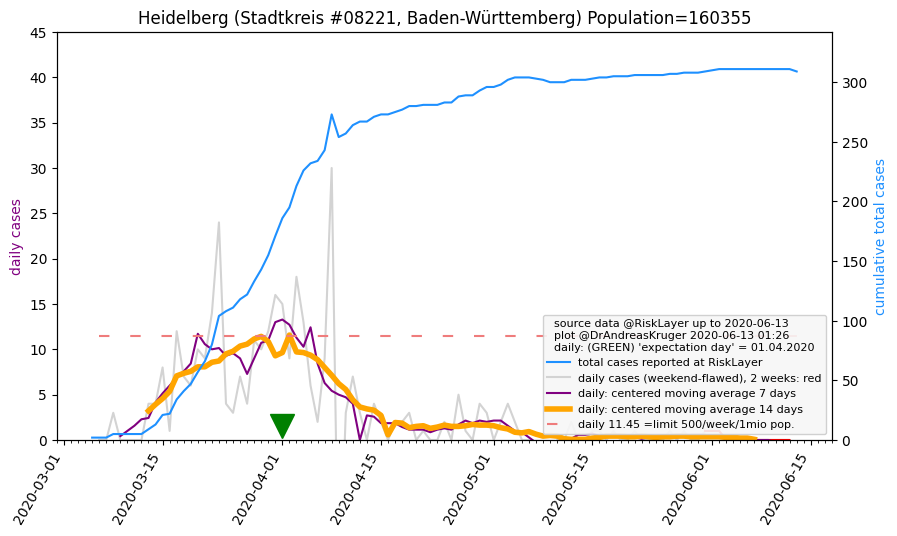 Heidelberg (Stadtkreis #08221, Baden-Württemberg) Population=160355
45
40
35
30
25
20
15
10
5
0
daily cases
300
250
200
150
100
50
0
cumulative total cases
source data @RiskLayer up to 2020-06-13
plot @DrAndreasKruger 2020-06-13 01:26
daily: (GREEN) 'expectation day' = 01.04.2020
total cases reported at RiskLayer
daily cases (weekend-flawed), 2 weeks: red
daily: centered moving average 7 days
daily: centered moving average 14 days
daily 11.45 =limit 500/week/1mio pop.
2020-03-01
2020-03-15
2020-04-01
2020-04-15
2020-05-01
2020-05-15
2020-06-01
2020-06-15